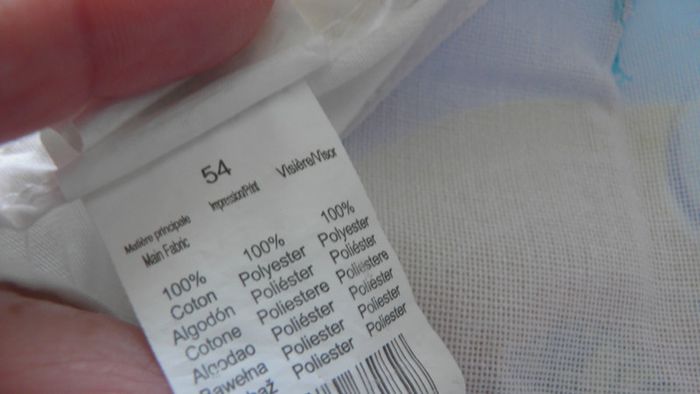 54
Matière principale Impression/Print Visière/Visor
Main Fabric
100% 100% 100%
Coton Polyester Polyester
Algodón Poliéster Poliéster
Cotone Poliestere Poliestere
Algodao Poliéster Poliéster
Bawełna Poliester Poliester